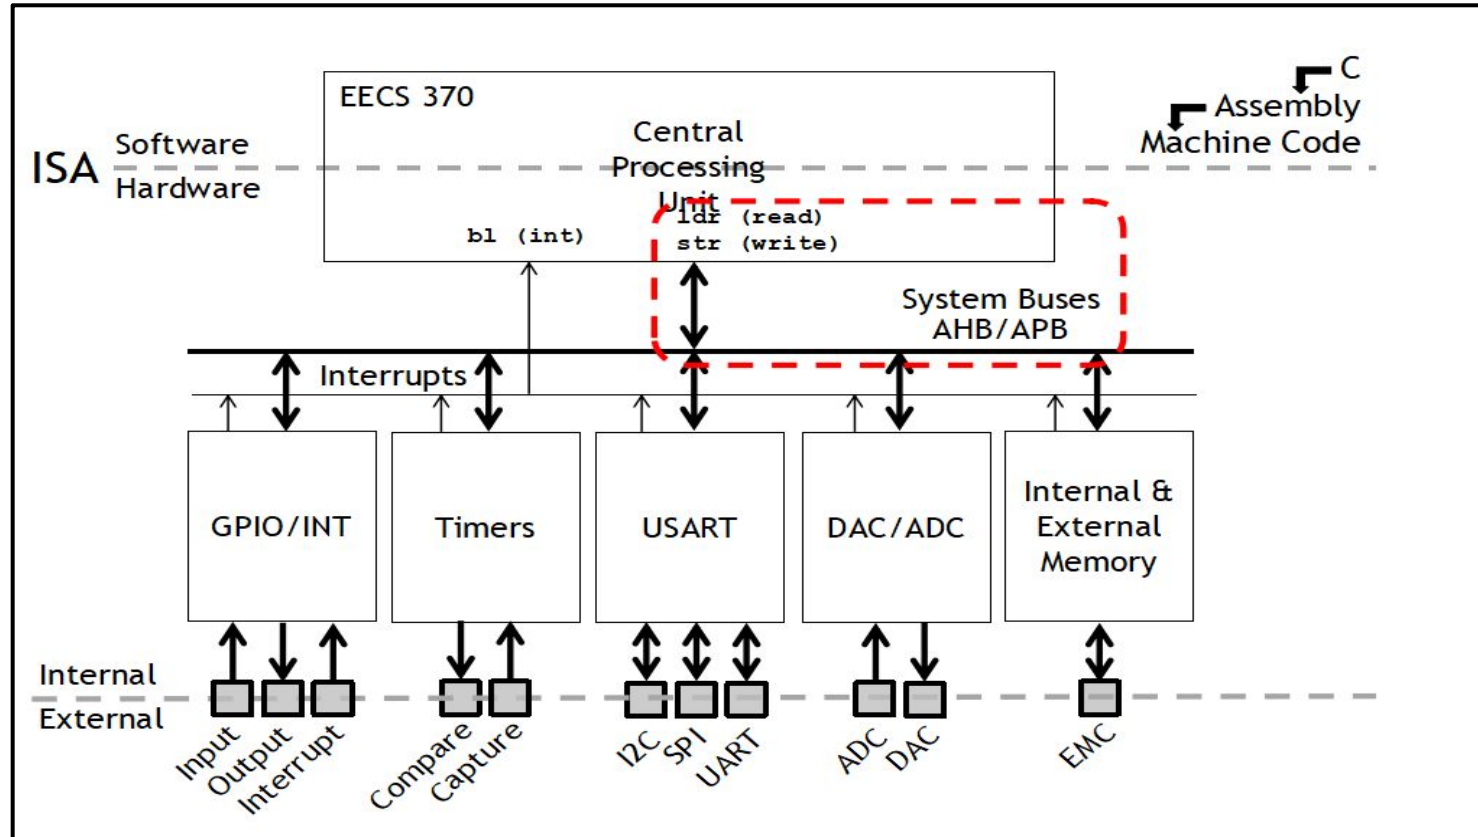 EECS 370
C
Assembly
Machine Code
ISA
Software
Hardware
Central
Processing
Unit
ldr (read)
str (write)
bl (int)
System Buses
AHB/APB
Interrupts
GPIO/INT
Timers
USART
DAC/ADC
Internal &
External
Memory
Internal
External
Input
Output
Interrupt
Compare
Capture
I2C
SPI
UART
ADC
DAC
EMC